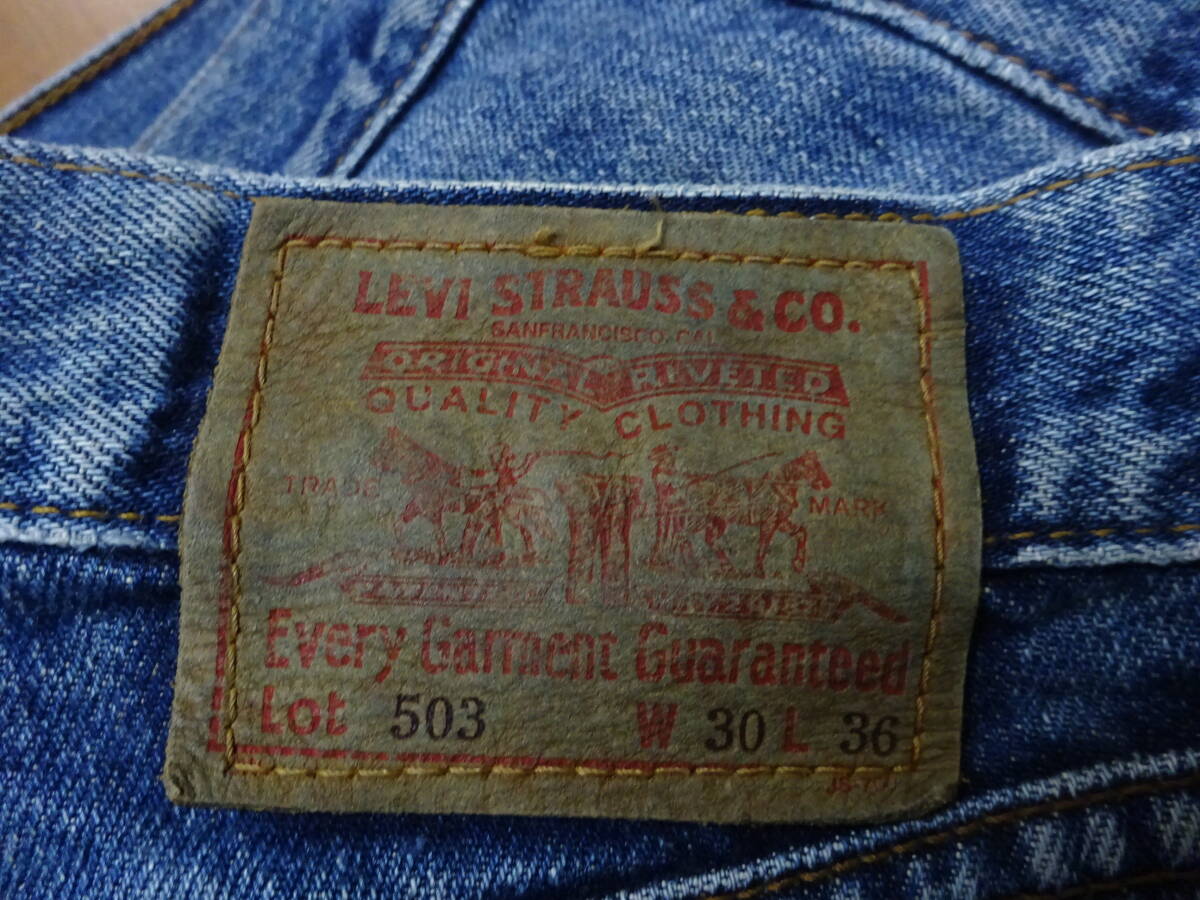 LEVI STRAUSS & CO.
SANFRANCISCO, CAL
ORIGINAL RIVETED
QUALITY CLOTHING
TRADE MARK
Every Garment Guaranteed
Lot 503 W 30 L 36